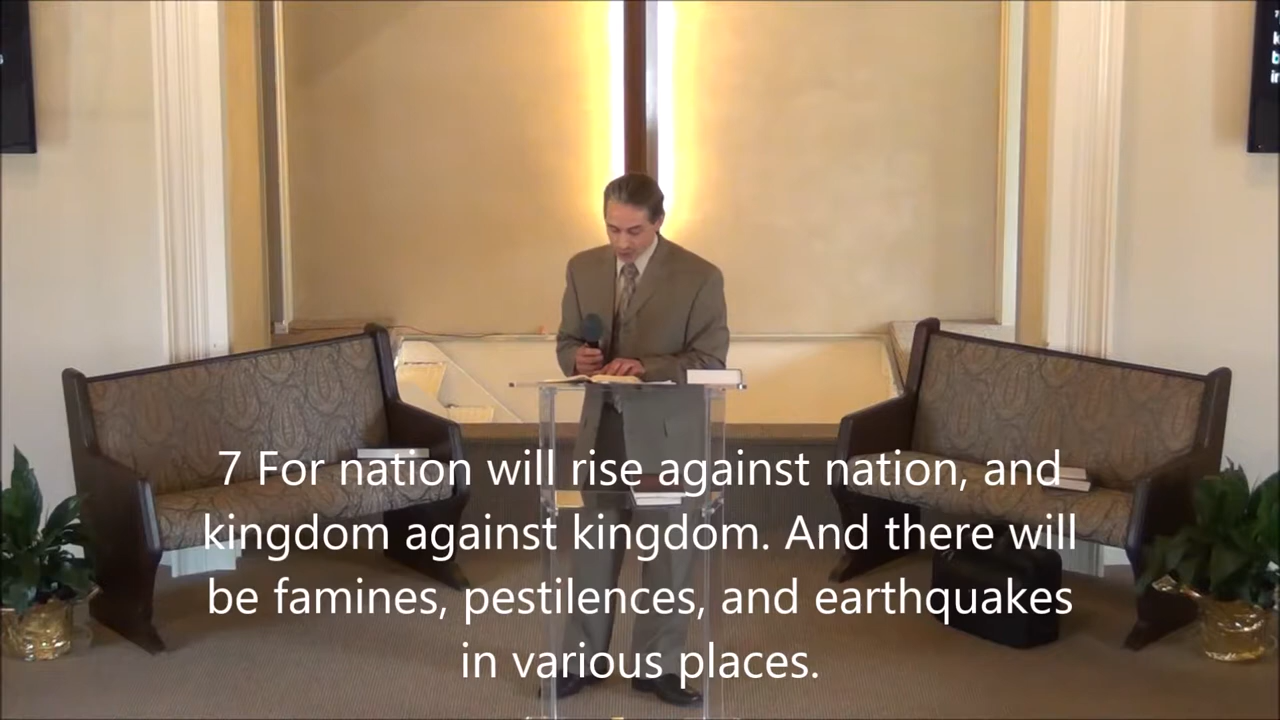 7 For nation will rise against nation, and
kingdom against kingdom. And there will
be famines, pestilences, and earthquakes
in various places.